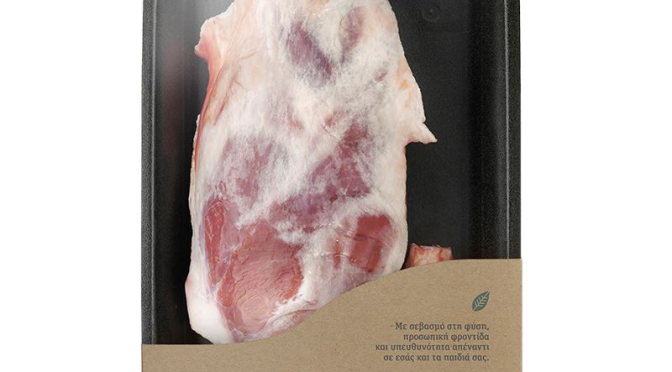 - Με σεβασμό στη φύση,
προσωπική φροντίδα
και υπευθυνότητα απέναντι
σε εσάς και τα παιδιά σας.